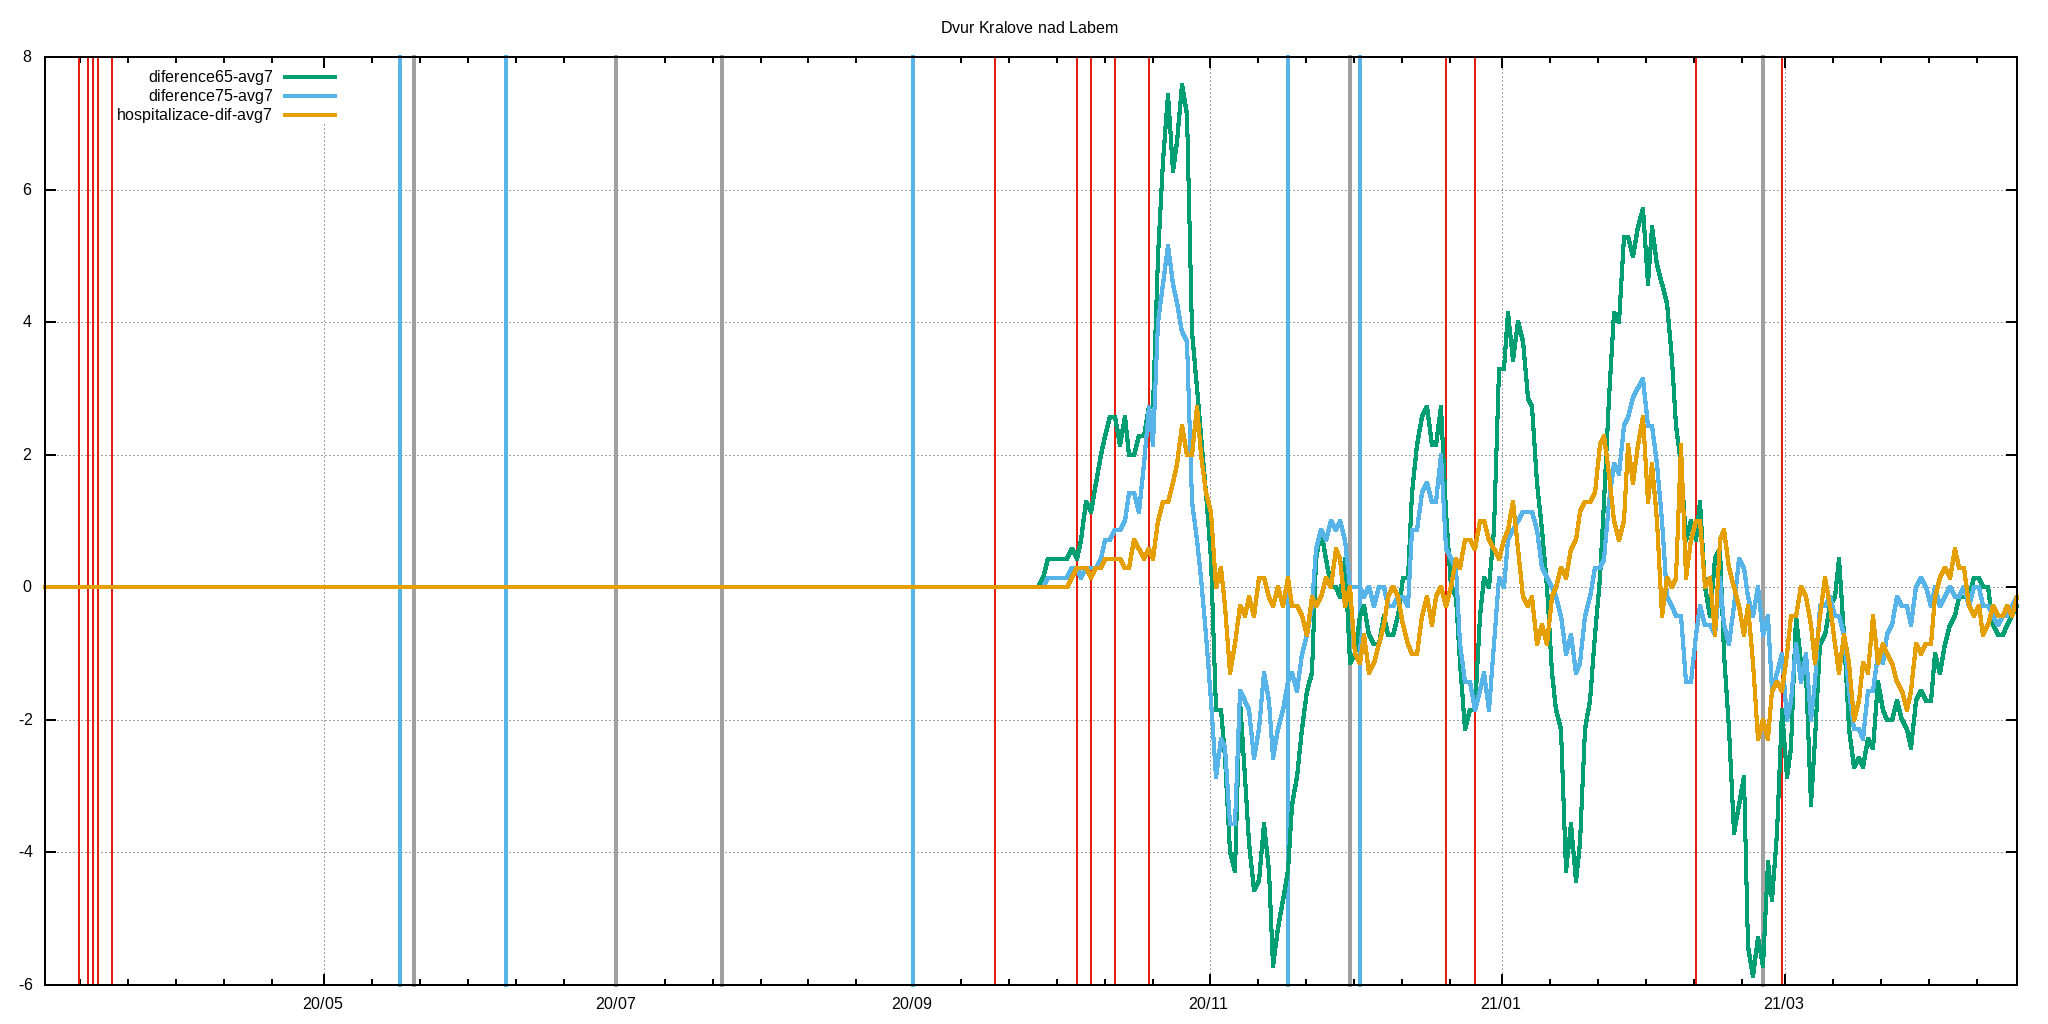 Dvur Kralove nad Labem
8
diference65-avg7
diference75-avg7
hospitalizace-dif-avg7
6
4
2
0
-2
-4
-6
20/05 20/07 20/09 20/11 21/01 21/03